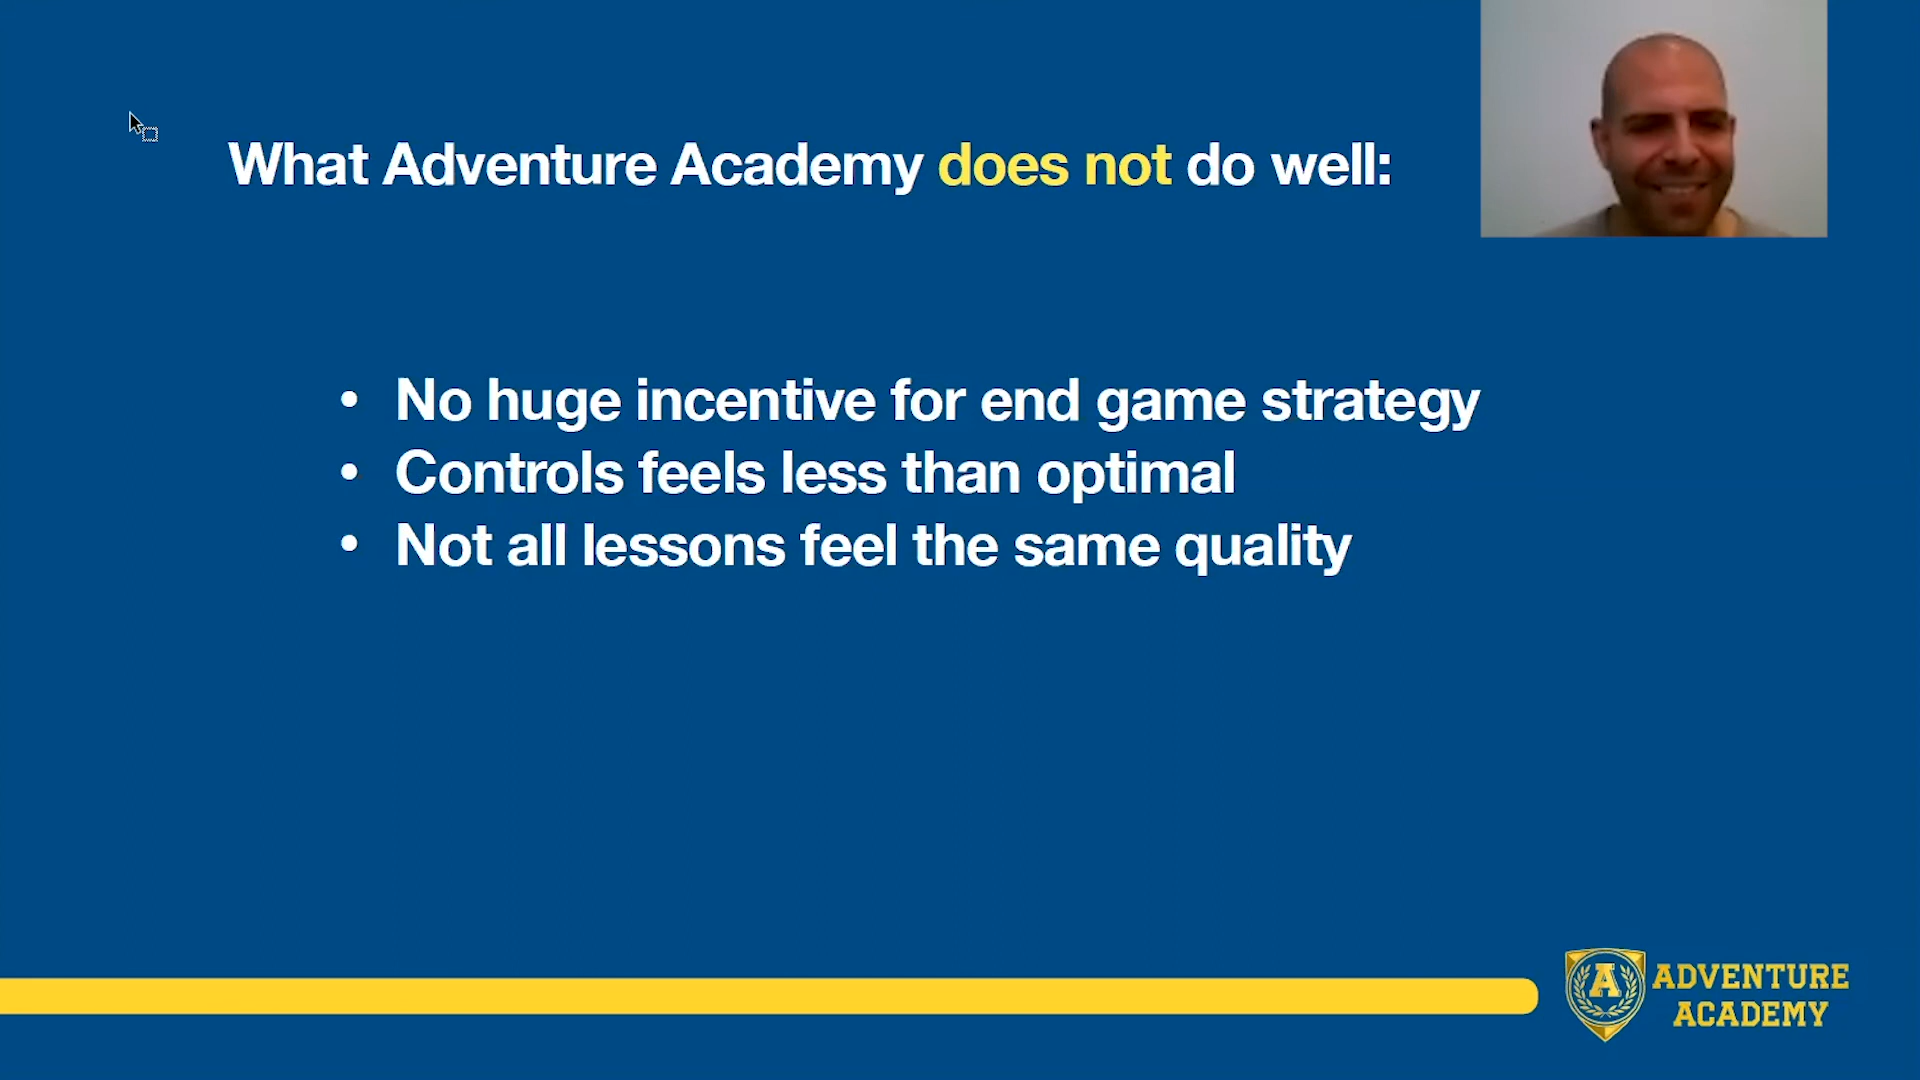 What Adventure Academy does not do well:
• No huge incentive for end game strategy
• Controls feels less than optimal
• Not all lessons feel the same quality
A
ADVENTURE
ACADEMY